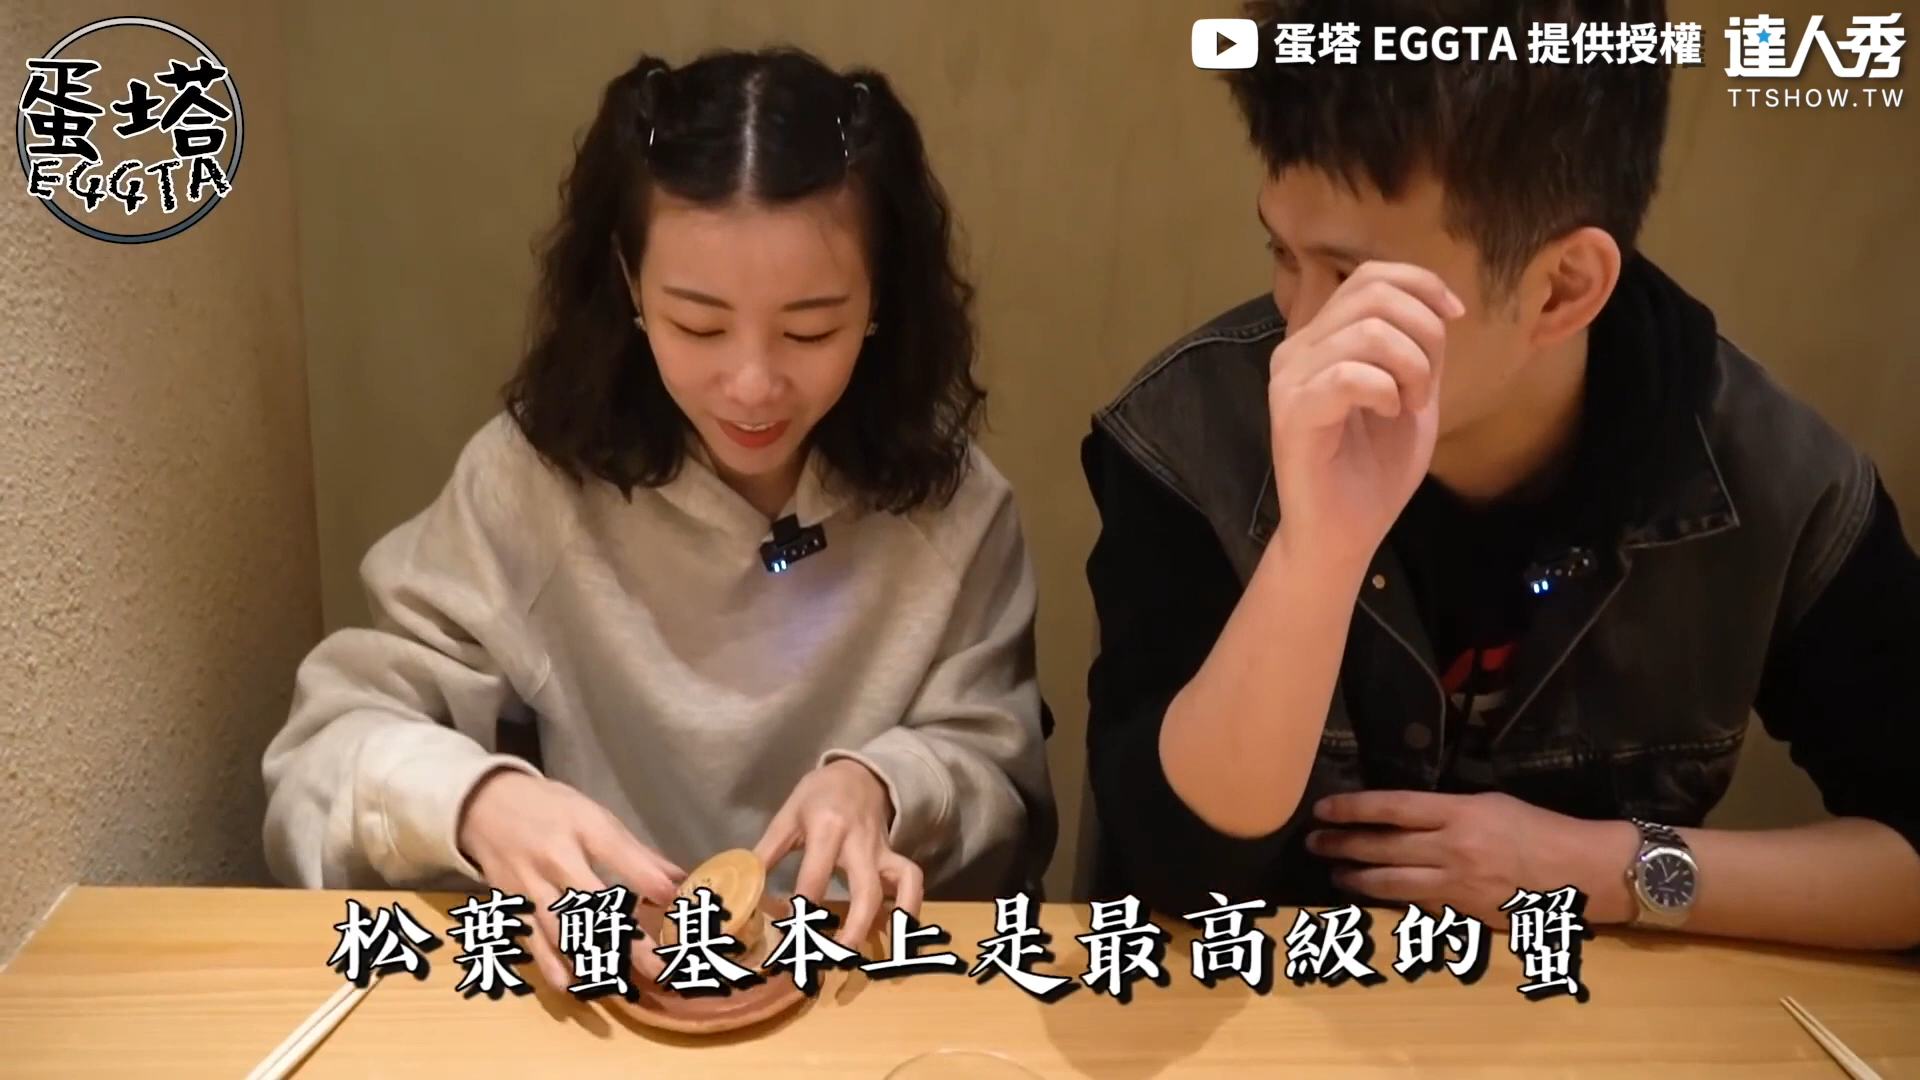 蛋塔
EGGTA
蛋塔 EGGTA 提供授權
達人秀
TTSHOW.TW
松葉蟹基本上是最高級的蟹